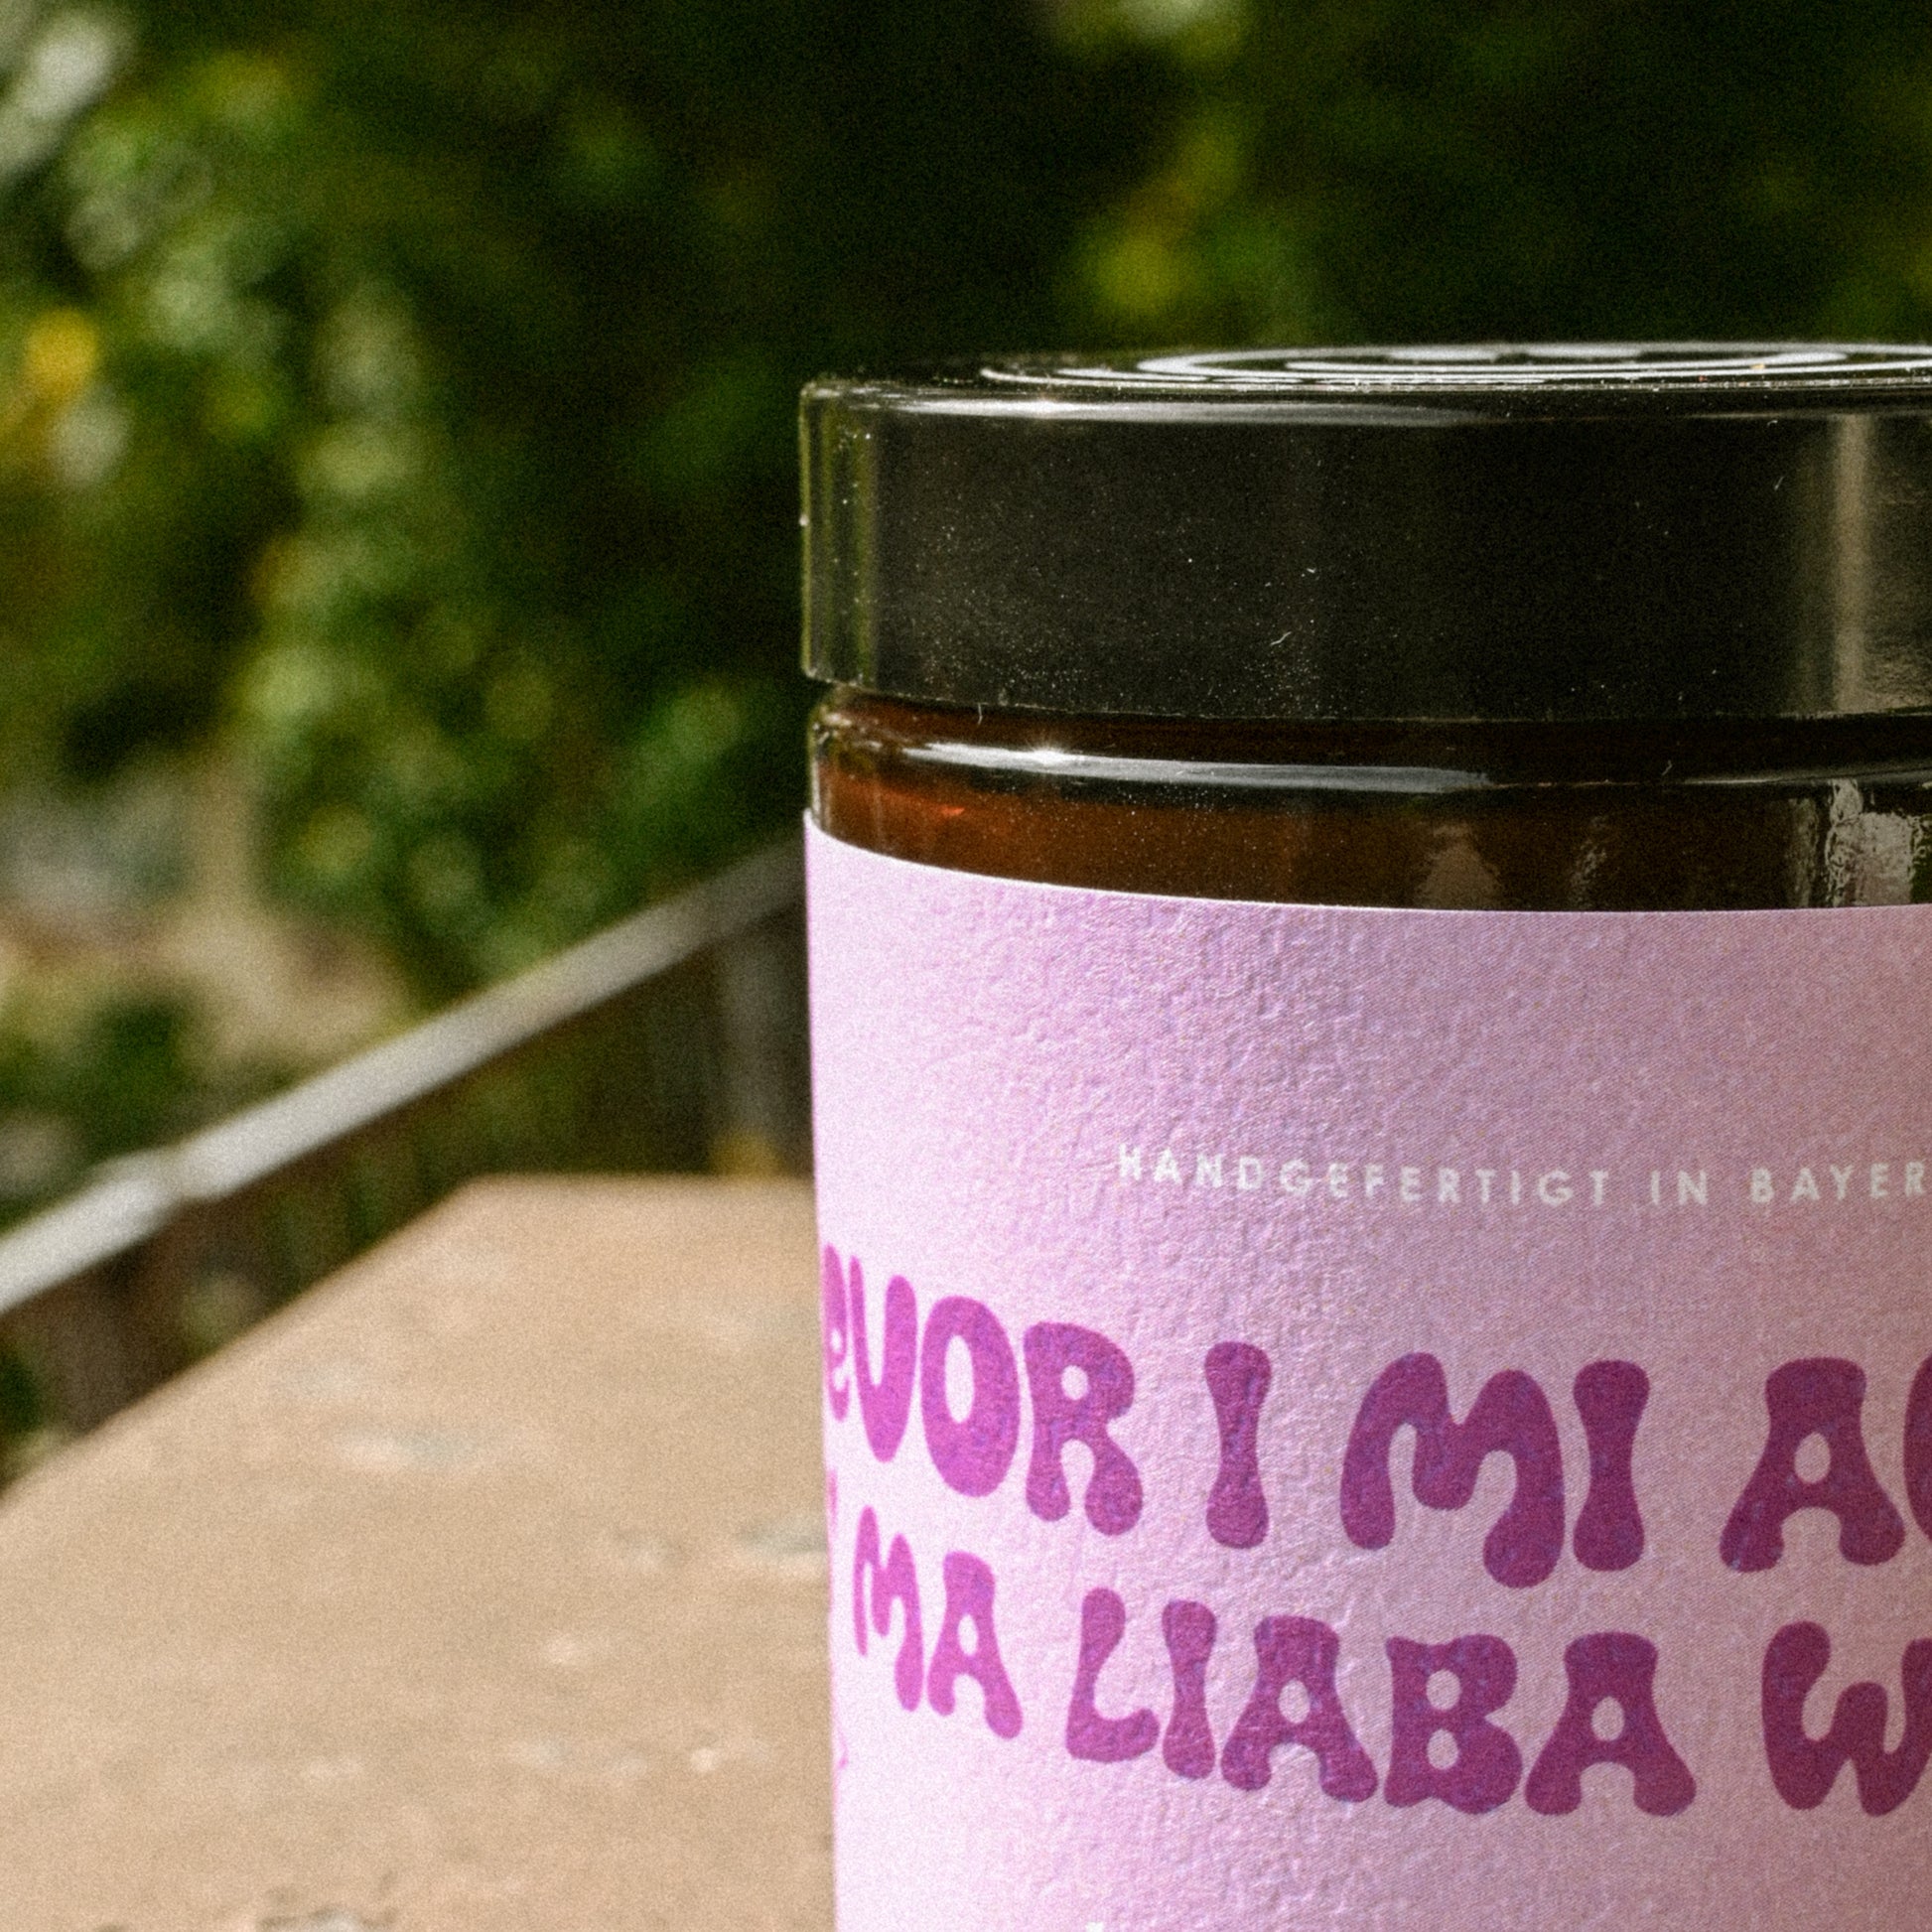 HANDGEFERTIGT IN BAYER
EVOR I MI A
MA LIABA W